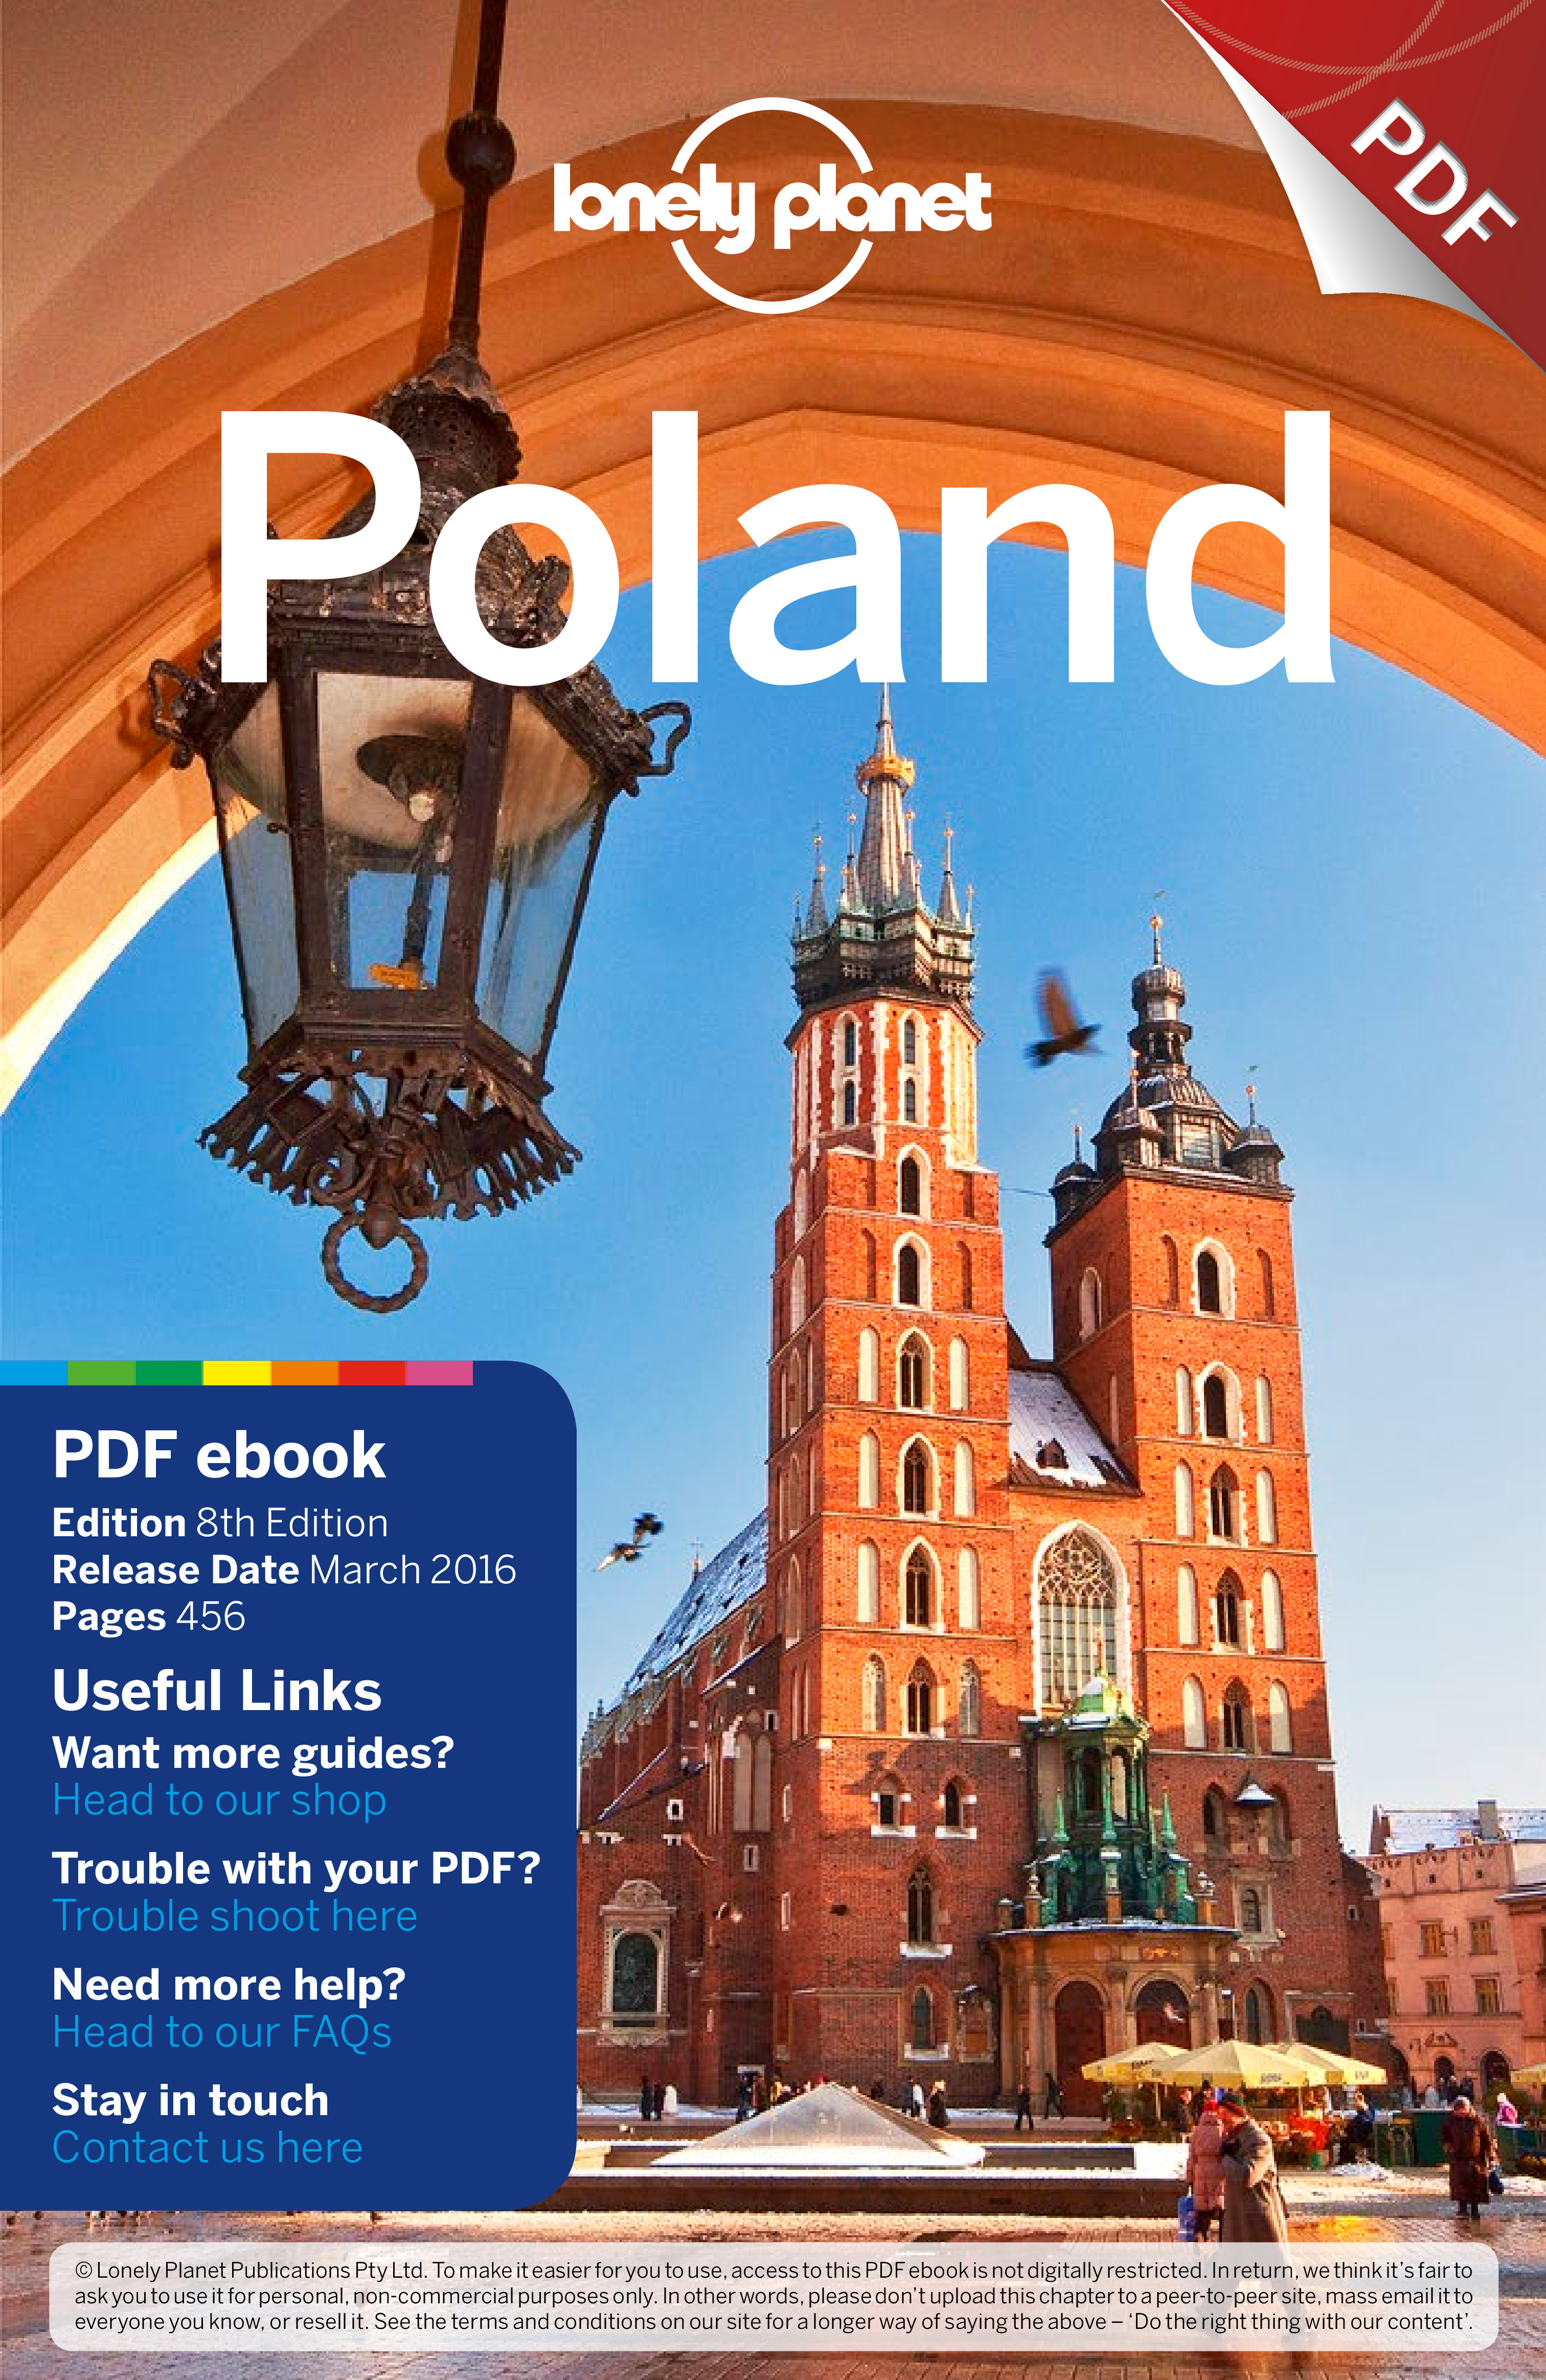 PDF
lonely planet
Poland
PDF ebook
Edition 8th Edition
Release Date March 2016
Pages 456
Useful Links
Want more guides?
Head to our shop
Trouble with your PDF?
Trouble shoot here
Need more help?
Head to our FAQs
Stay in touch
Contact us here
© Lonely Planet Publications Pty Ltd. To make it easier for you to use, access to this PDF ebook is not digitally restricted. In return, we think it's fair to
ask you to use it for personal, non-commercial purposes only. In other words, please don't upload this chapter to a peer-to-peer site, mass email it to
everyone you know, or resell it. See the terms and conditions on our site for a longer way of saying the above – 'Do the right thing with our content'.